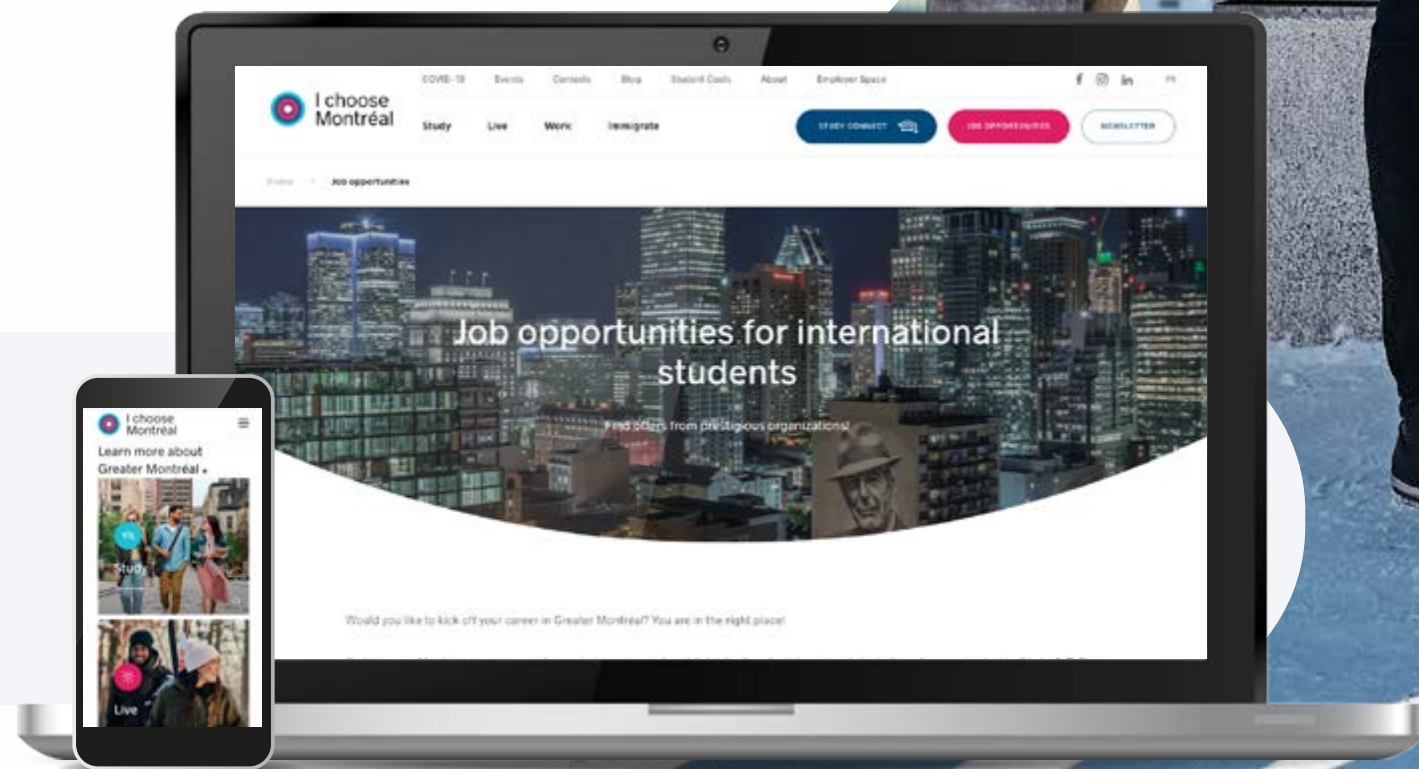 COVID-19 Events Contests Blog Student Costs About Employer Space
I choose
Montréal
Study Live Work Immigrate
STUDY CONNECT
JOB OPPORTUNITIES
NEWSLETTER
Home Job opportunities
Job opportunities for international
students
Find offers from prestigious organizations!
Would you like to kick off your career in Greater Montréal? You are in the right place!
I choose
Montréal
Learn more about
Greater Montréal
Study
Live